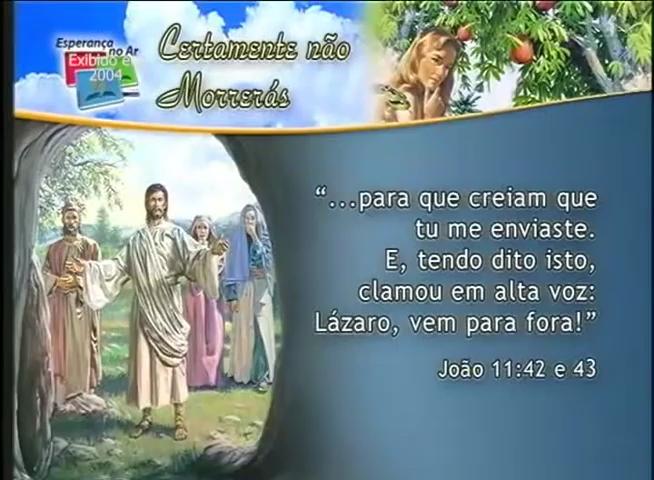 Esperança
no Ar
Exibido e
2004
Certamente não
Morrerás
“...para que creiam que
tu me enviaste.
E, tendo dito isto,
clamou em alta voz:
Lázaro, vem para fora!”
João 11:42 e 43